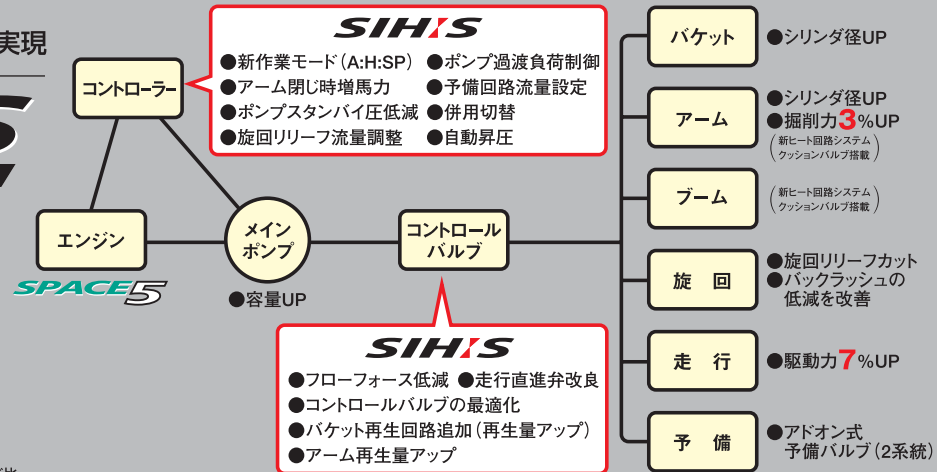 実現
SIH:S
●新作業モード(A:H:SP)
●アーム閉じ時増馬力
●ポンプスタンバイ圧低減
●旋回リリーフ流量調整
●ポンプ過渡負荷制御
●予備回路流量設定
●併用切替
●自動昇圧
コントローラー
エンジン
SPACE5
メイン
ポンプ
●容量UP
コントロール
バルブ
SIH:S
●フローフォース低減 ●走行直進弁改良
●コントロールバルブの最適化
●バケット再生回路追加(再生量アップ)
●アーム再生量アップ
バケット
●シリンダ径UP
アーム
●シリンダ径UP
●掘削力3%UP
(新ヒート回路システム
クッションバルブ搭載)
ブーム
(新ヒート回路システム
クッションバルブ搭載)
旋回
●旋回リリーフカット
●バックラッシュの
低減を改善
走行
●駆動力7%UP
予備
●アドオン式
予備バルブ(2系統)